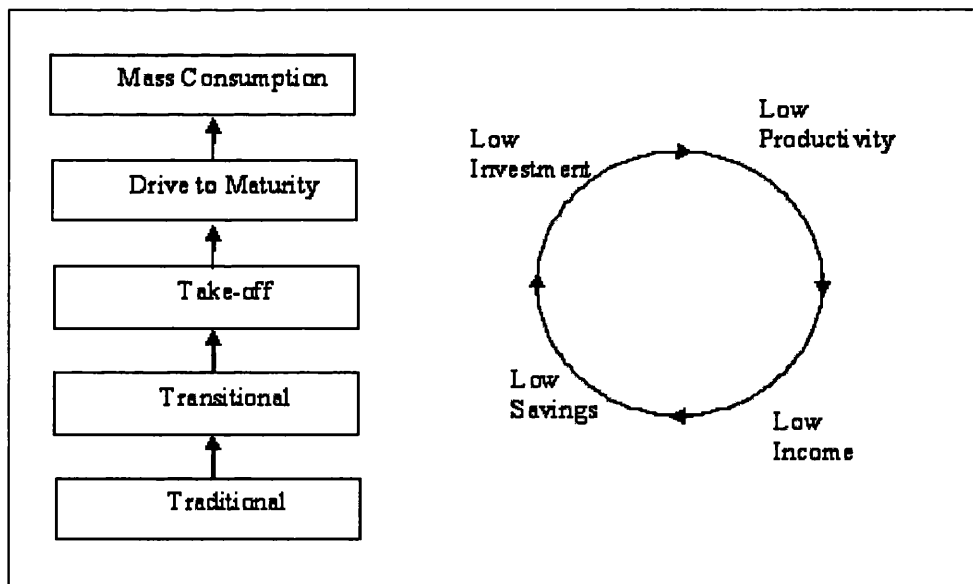 Mass Consumption
Drive to Maturity
Take-off
Transitional
Traditional
Low
Investment
Low
Productivity
Low
Savings
Low
Income